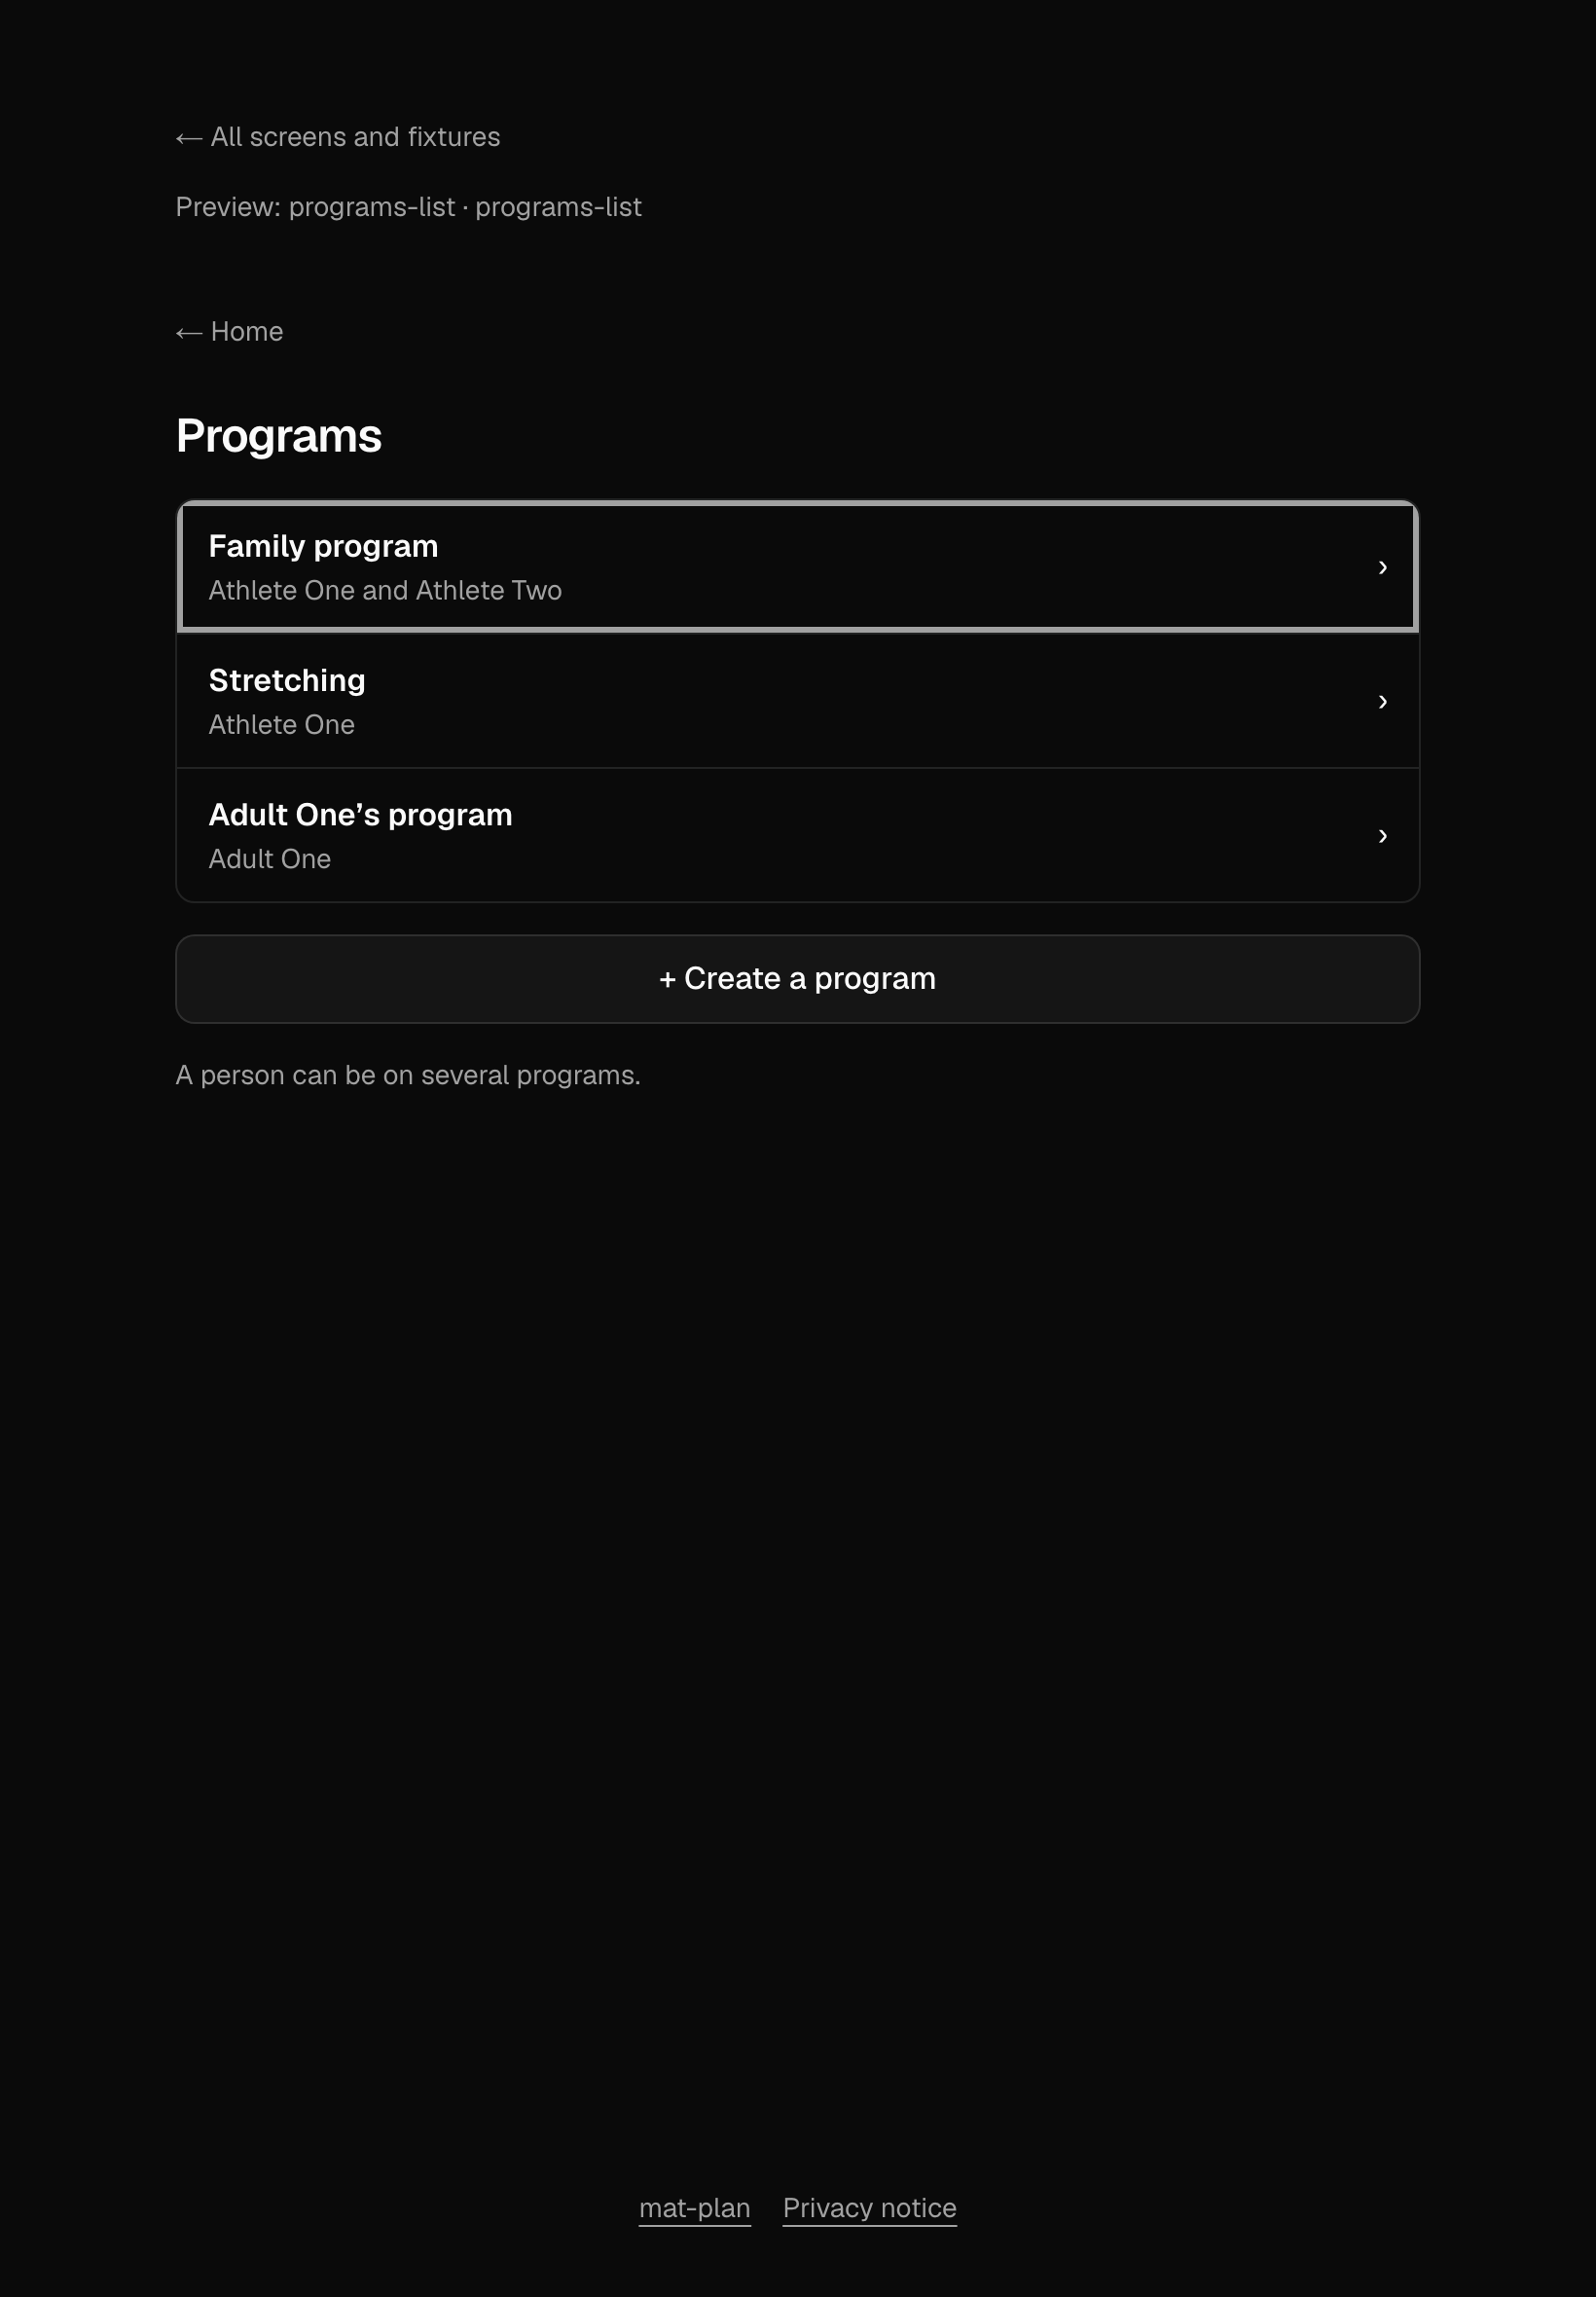 ← All screens and fixtures
Preview: programs-list · programs-list
← Home
Programs
Family program
Athlete One and Athlete Two
›
Stretching
Athlete One
›
Adult One’s program
Adult One
›
+ Create a program
A person can be on several programs.
mat-plan Privacy notice